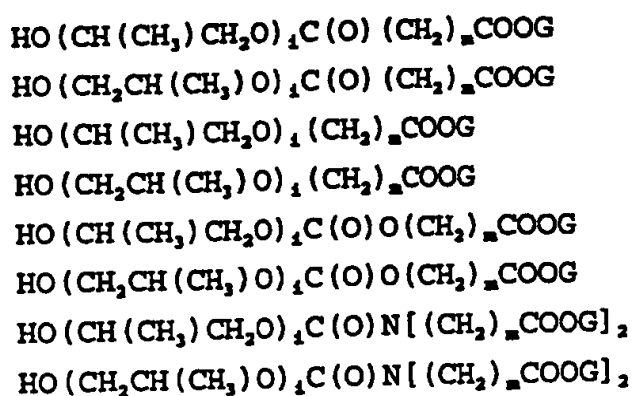 HO(CH(CH₃)CH₂O)ᵢC(O)(CH₂)ₘCOOG
HO(CH₂CH(CH₃)O)ᵢC(O)(CH₂)ₘCOOG
HO(CH(CH₃)CH₂O)ᵢ(CH₂)ₘCOOG
HO(CH₂CH(CH₃)O)ᵢ(CH₂)ₘCOOG
HO(CH(CH₃)CH₂O)ᵢC(O)O(CH₂)ₘCOOG
HO(CH₂CH(CH₃)O)ᵢC(O)O(CH₂)ₘCOOG
HO(CH(CH₃)CH₂O)ᵢC(O)N[(CH₂)ₘCOOG]₂
HO(CH₂CH(CH₃)O)ᵢC(O)N[(CH₂)ₘCOOG]₂